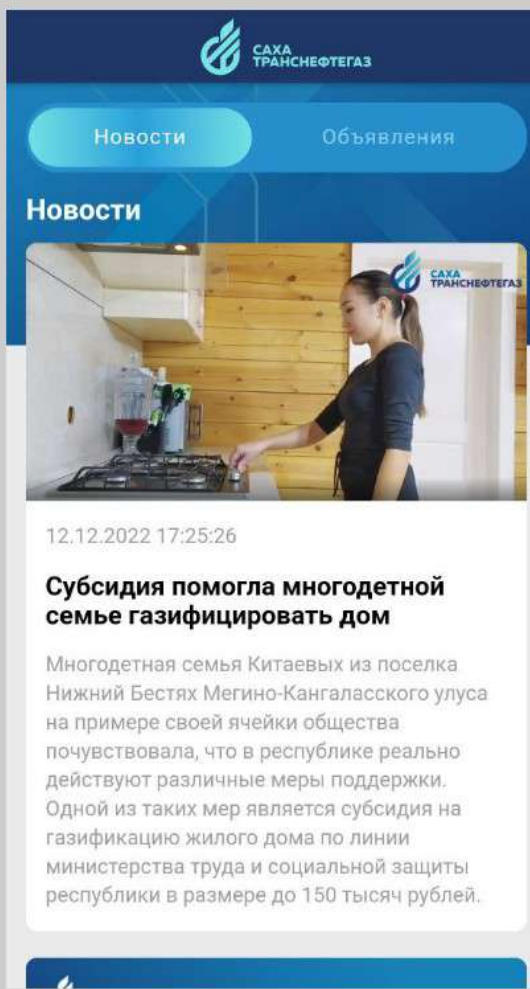 САХА
ТРАНСНЕФТЕГАЗ
Новости
Объявления
Новости
САХА
ТРАНСНЕФТЕГАЗ
12.12.2022 17:25:26
Субсидия помогла многодетной
семье газифицировать дом
Многодетная семья Китаевых из поселка
Нижний Бестях Мегино-Кангаласского улуса
на примере своей ячейки общества
почувствовала, что в республике реально
действуют различные меры поддержки.
Одной из таких мер является субсидия на
газификацию жилого дома по линии
министерства труда и социальной защиты
республики в размере до 150 тысяч рублей.